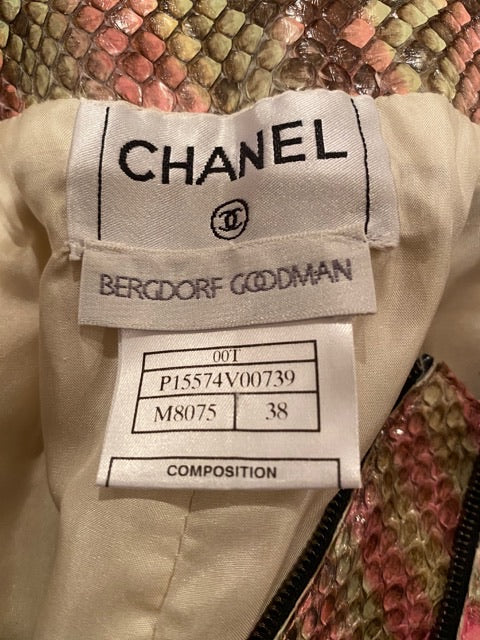 CHANEL
BERGDORF GOODMAN
00T
P15574V00739
M8075 38
COMPOSITION